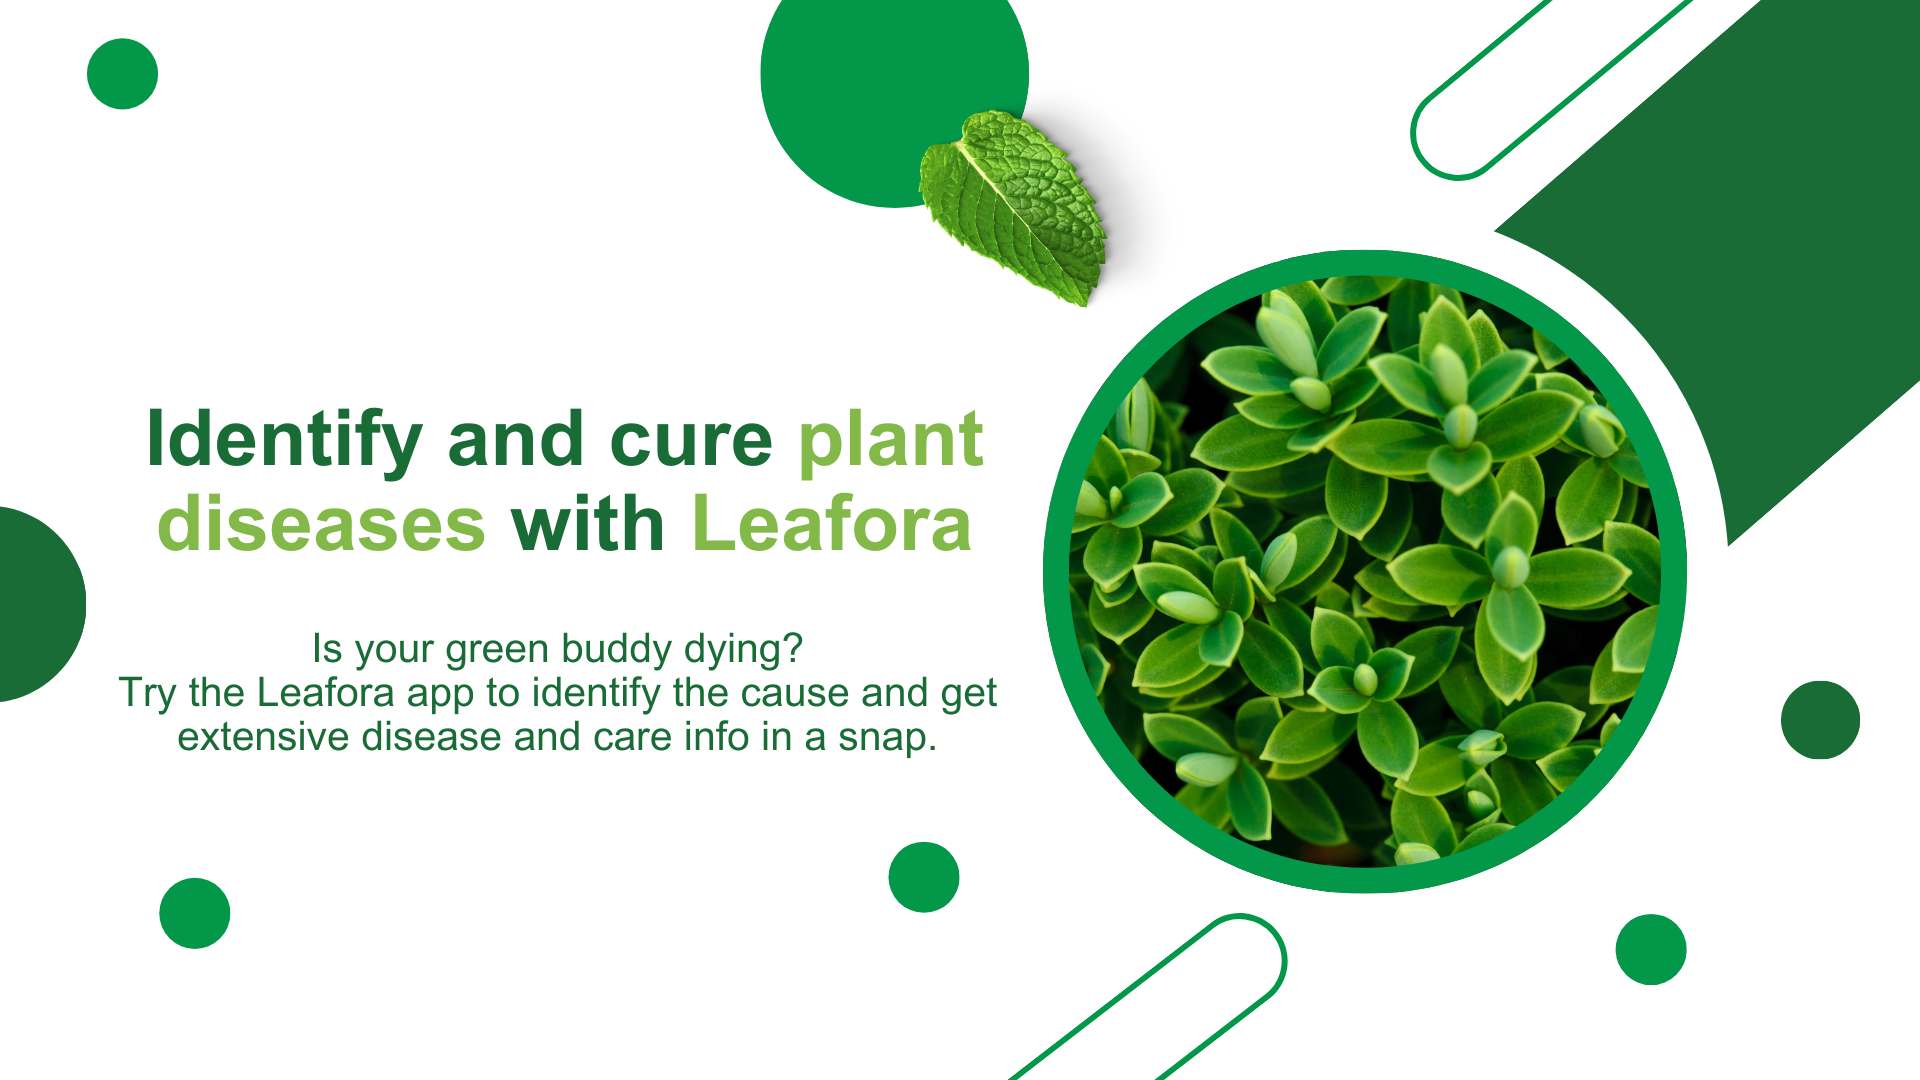 Identify and cure plant
diseases with Leafora
Is your green buddy dying?
Try the Leafora app to identify the cause and get
extensive disease and care info in a snap.